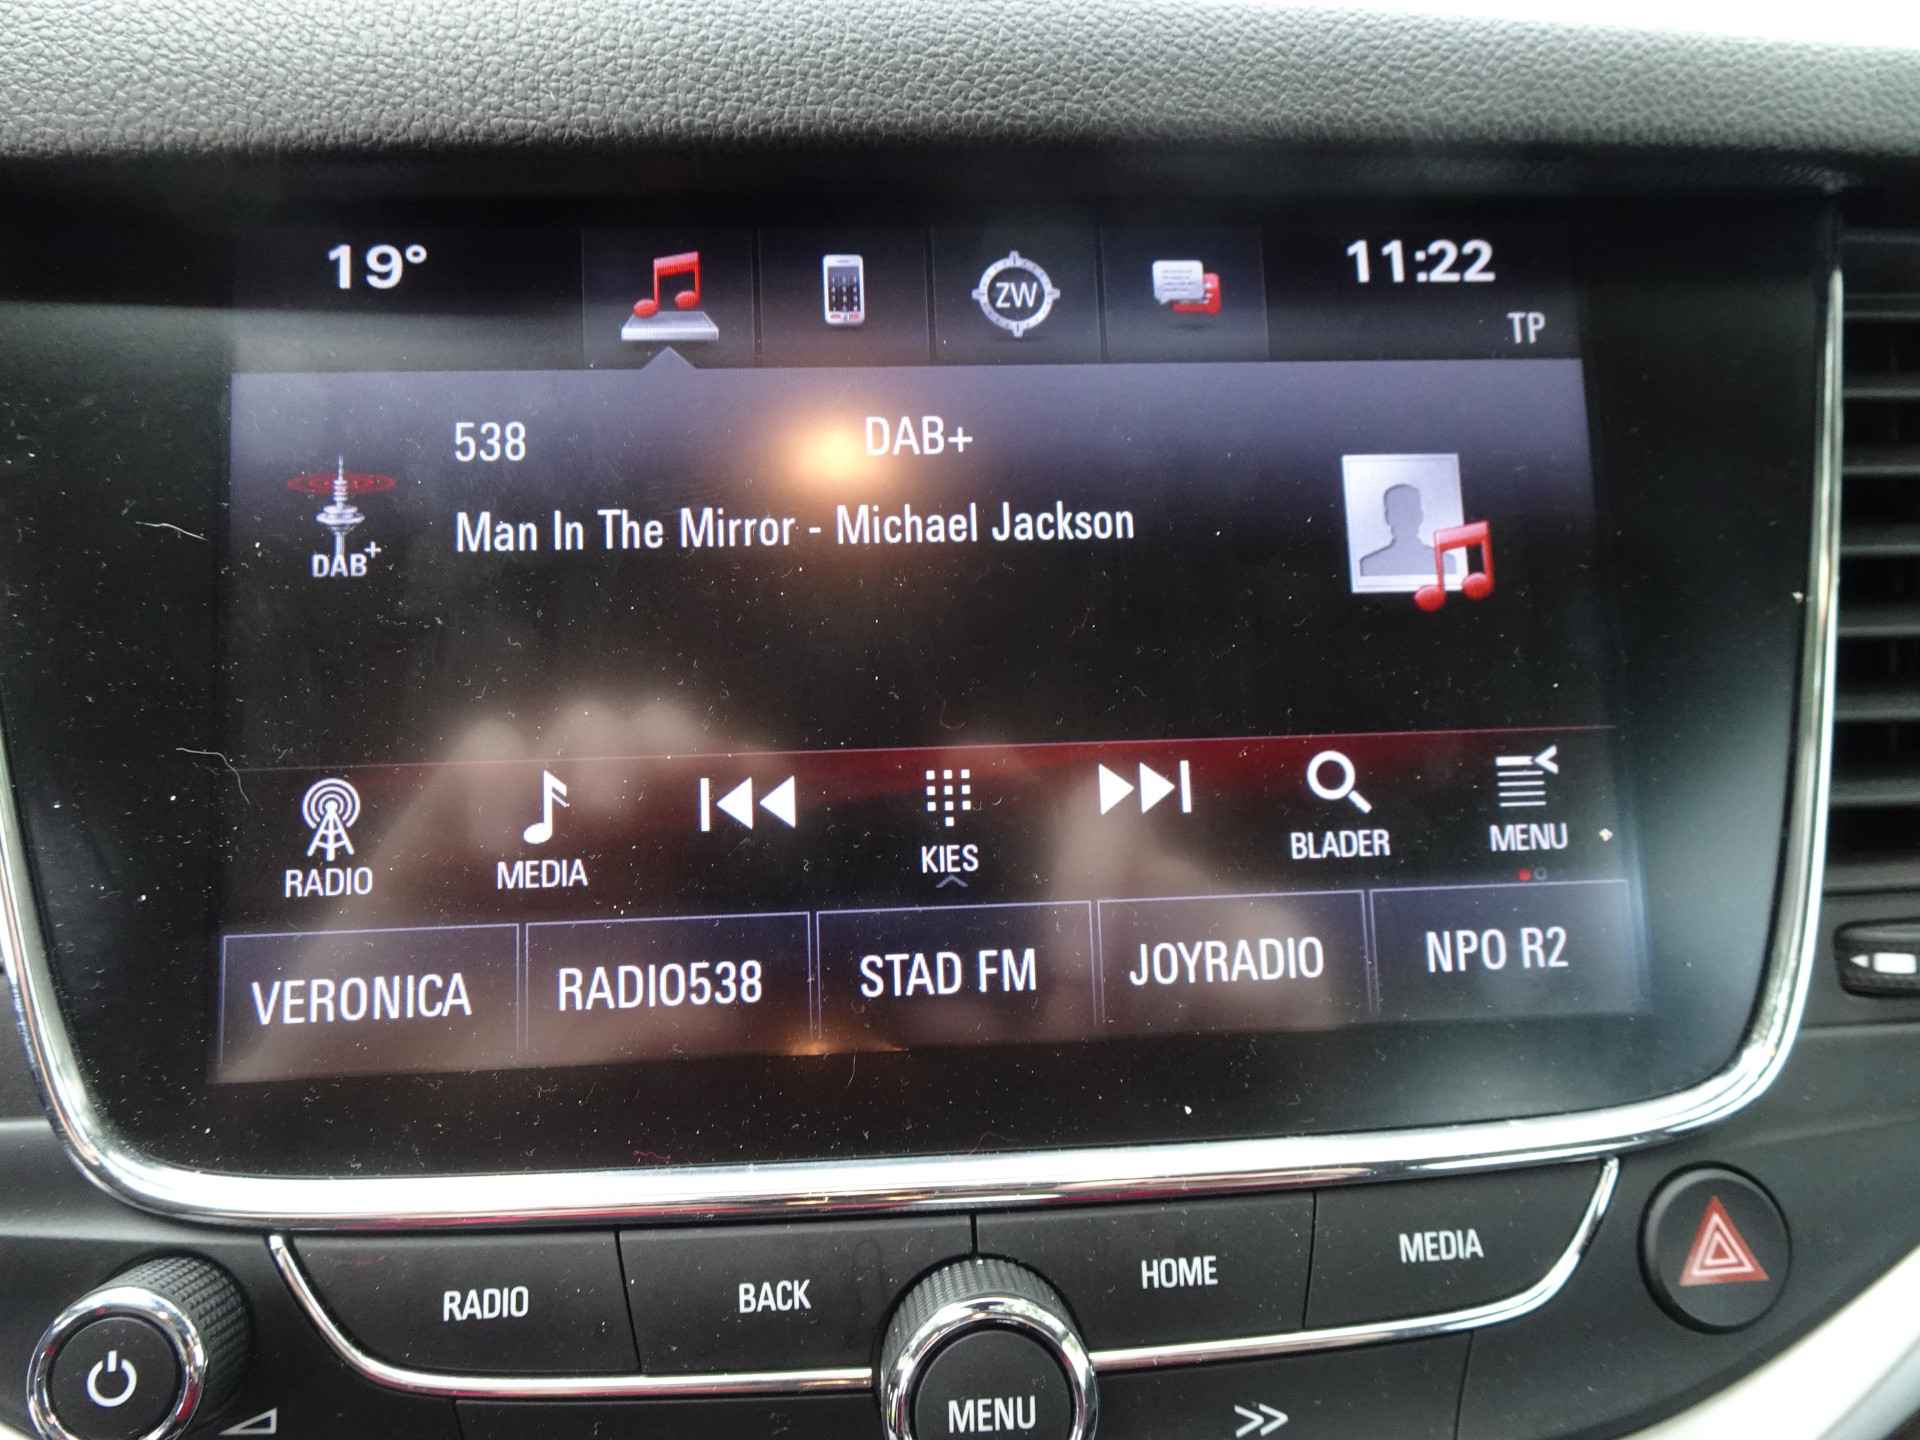 19°
ZW
11:22
TP
538
DAB+
DAB+
Man In The Mirror - Michael Jackson
RADIO
MEDIA
KIES
BLADER
MENU
VERONICA
RADIO538
STAD FM
JOYRADIO
NPO R2
RADIO
BACK
HOME
MEDIA
MENU